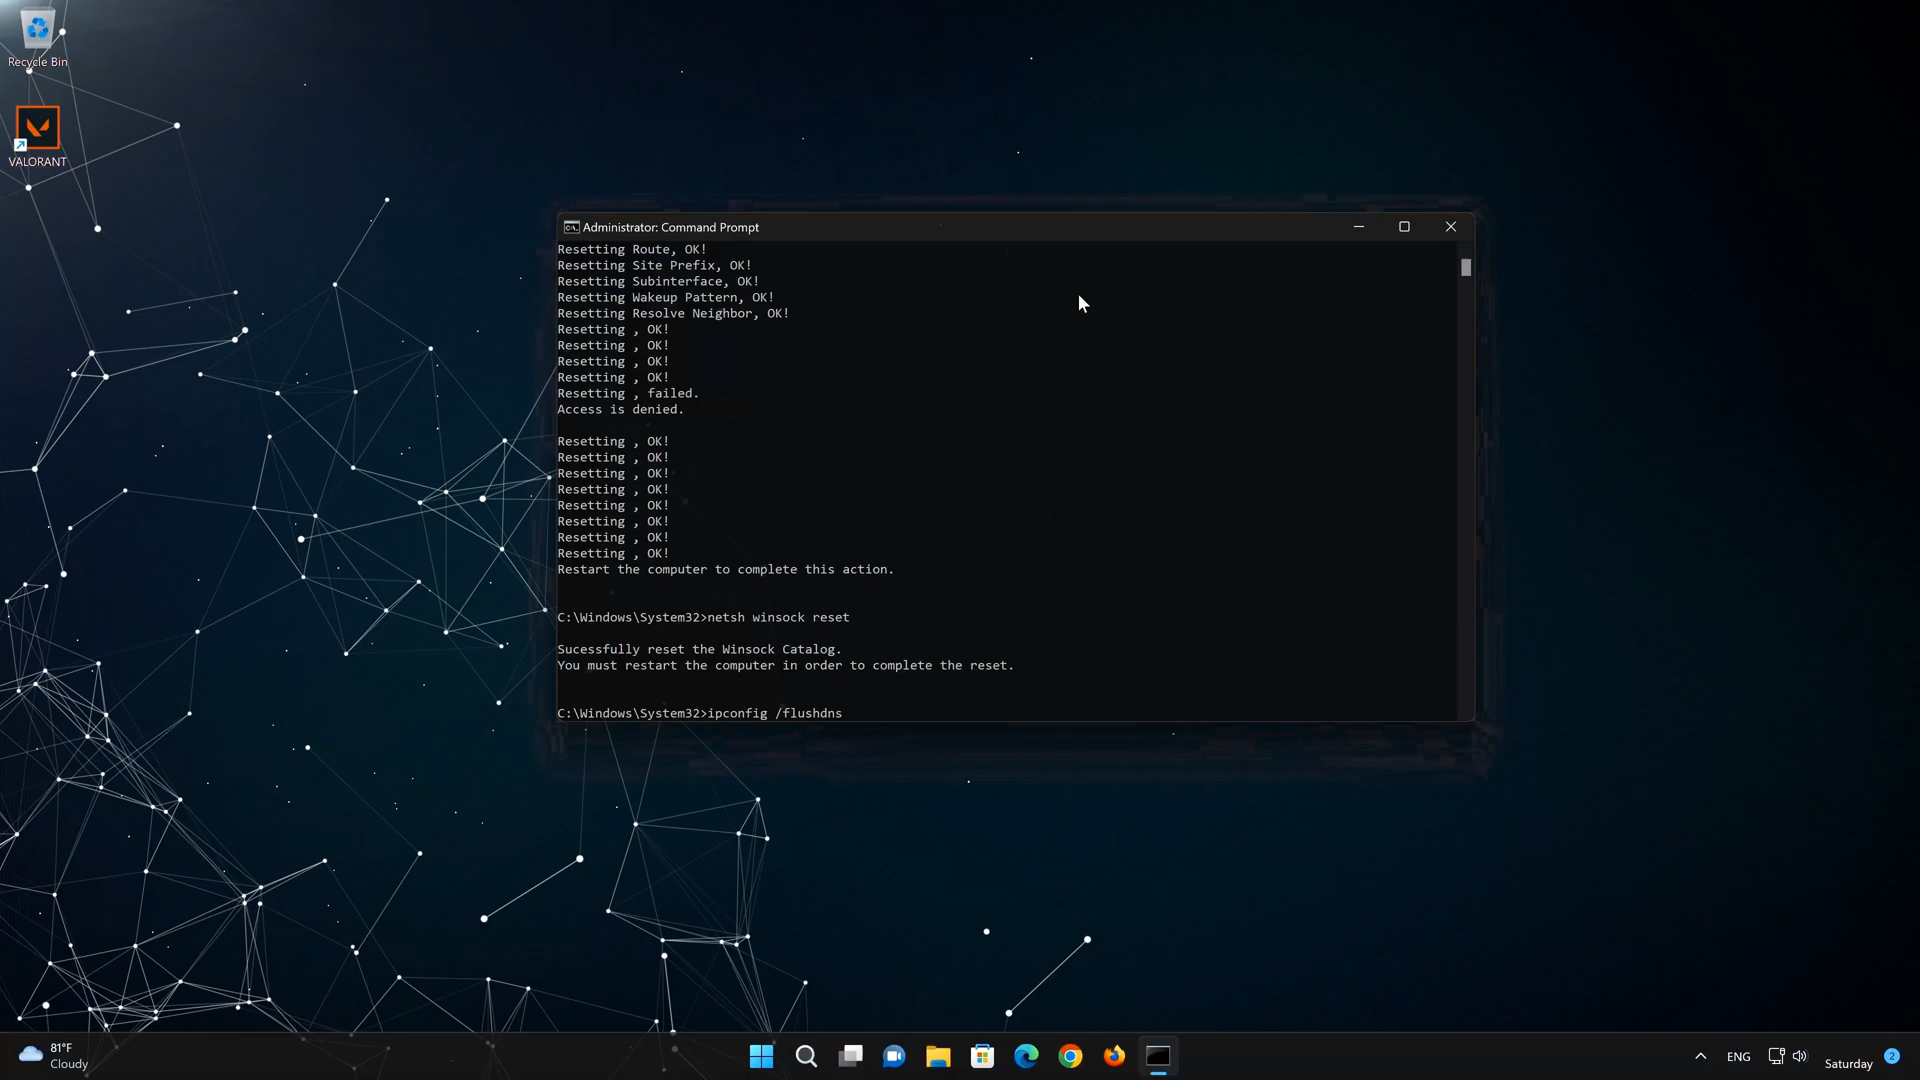 Recycle Bin
VALORANT
Administrator: Command Prompt
Resetting Route, OK!
Resetting Site Prefix, OK!
Resetting Subinterface, OK!
Resetting Wakeup Pattern, OK!
Resetting Resolve Neighbor, OK!
Resetting , OK!
Resetting , OK!
Resetting , OK!
Resetting , OK!
Resetting , failed.
Access is denied.
Resetting , OK!
Resetting , OK!
Resetting , OK!
Resetting , OK!
Resetting , OK!
Resetting , OK!
Resetting , OK!
Resetting , OK!
Restart the computer to complete this action.
C:\Windows\System32>netsh winsock reset
Sucessfully reset the Winsock Catalog.
You must restart the computer in order to complete the reset.
C:\Windows\System32>ipconfig /flushdns
81°F
Cloudy
ENG
Saturday
2